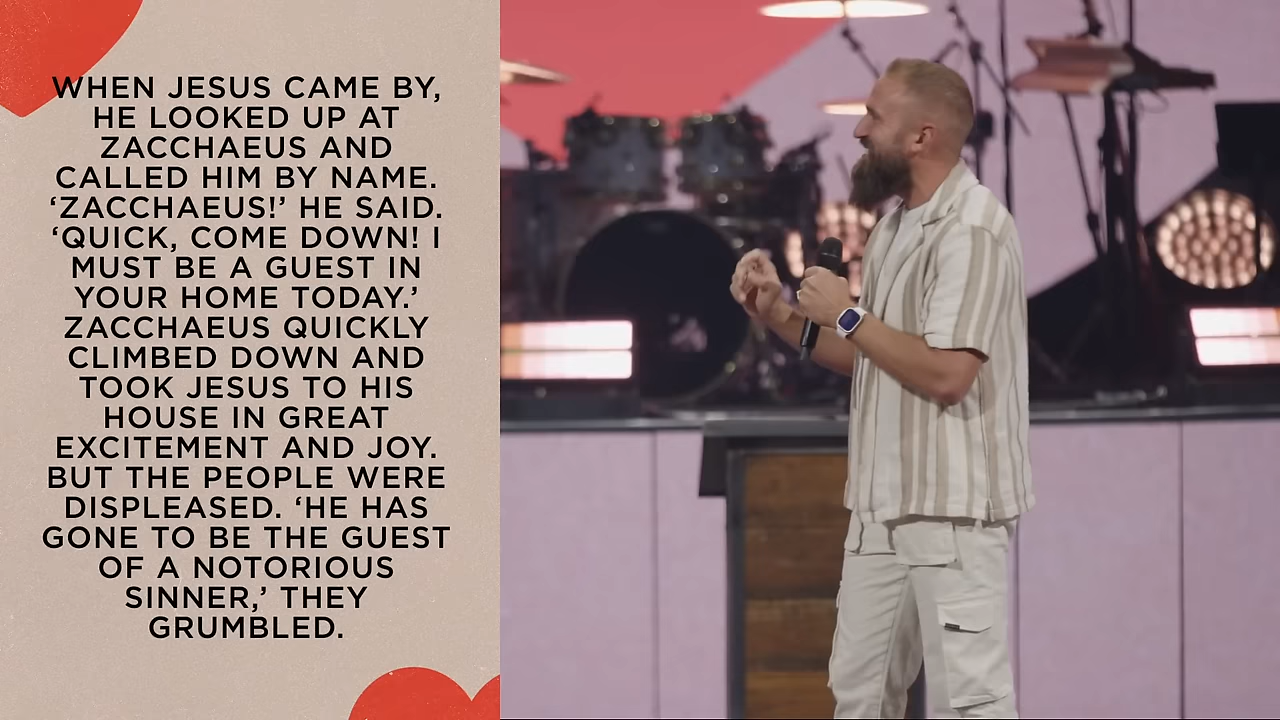 WHEN JESUS CAME BY,
HE LOOKED UP AT
ZACCHAEUS AND
CALLED HIM BY NAME.
‘ZACCHAEUS!’ HE SAID.
‘QUICK, COME DOWN! I
MUST BE A GUEST IN
YOUR HOME TODAY.’
ZACCHAEUS QUICKLY
CLIMBED DOWN AND
TOOK JESUS TO HIS
HOUSE IN GREAT
EXCITEMENT AND JOY.
BUT THE PEOPLE WERE
DISPLEASED. ‘HE HAS
GONE TO BE THE GUEST
OF A NOTORIOUS
SINNER,’ THEY
GRUMBLED.